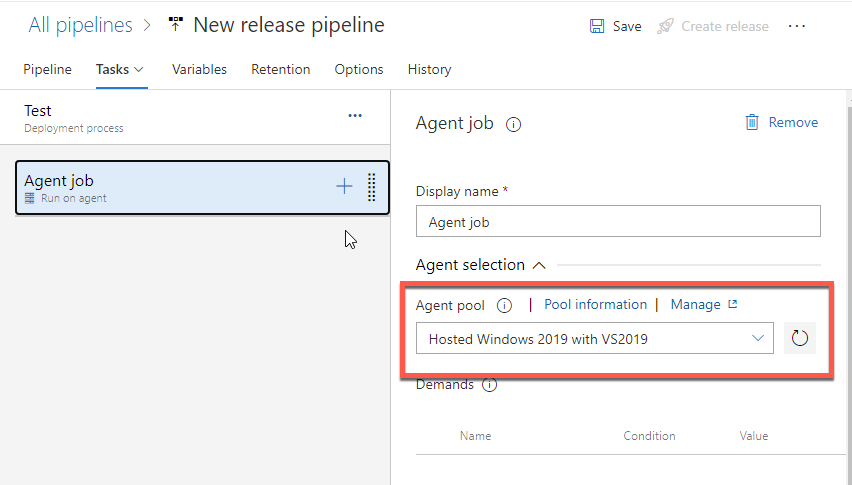 All pipelines > New release pipeline
Save
Create release
...
Pipeline
Tasks
Variables
Retention
Options
History
Test
...
Deployment process
Agent job
Run on agent
Agent job
Remove
Display name *
Agent job
Agent selection
Agent pool | Pool information | Manage
Hosted Windows 2019 with VS2019
Demands
Name Condition Value